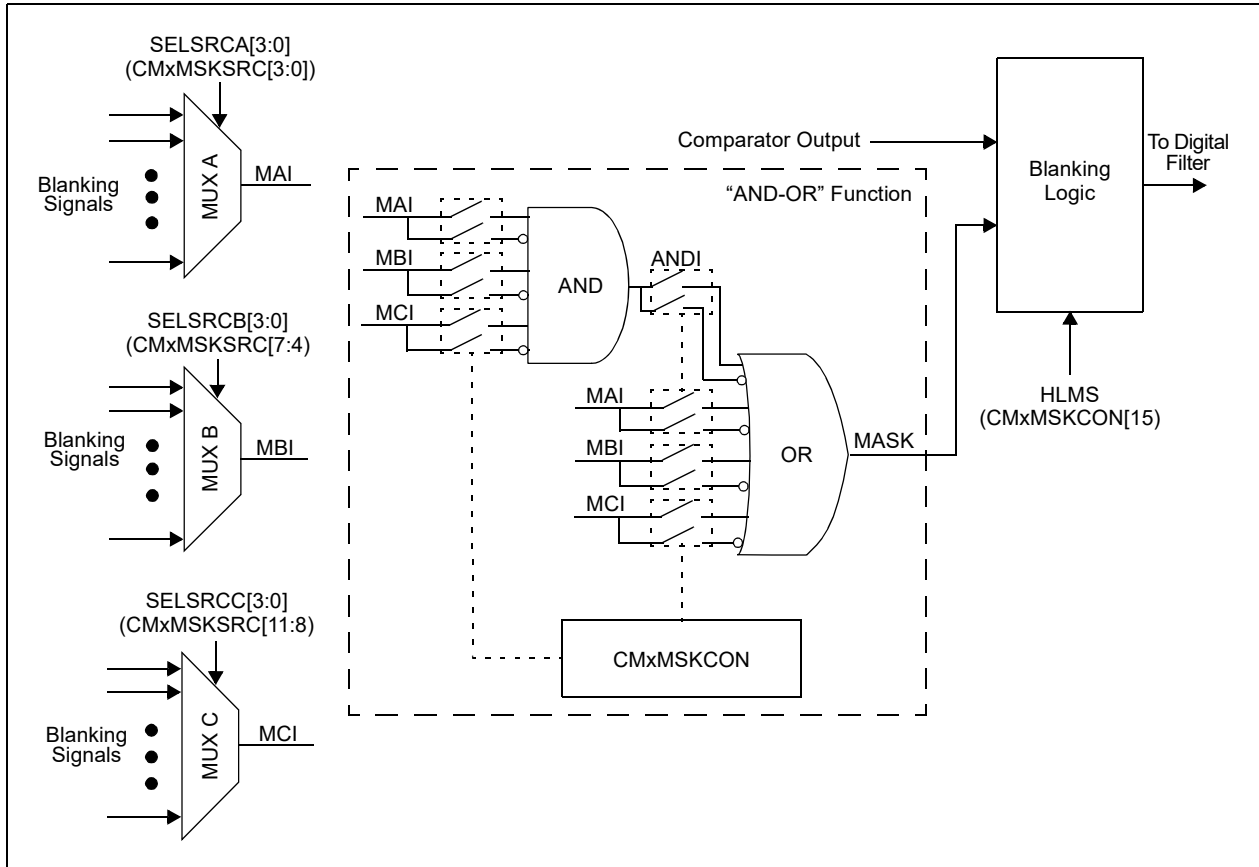 SELSRCA[3:0]
(CMxMSKSRC[3:0])
Blanking
Signals
MUX A
MAI
SELSRCB[3:0]
(CMxMSKSRC[7:4)
Blanking
Signals
MUX B
MBI
SELSRCC[3:0]
(CMxMSKSRC[11:8)
Blanking
Signals
MUX C
MCI
“AND-OR” Function
MAI
MBI
MCI
AND
ANDI
MAI
MBI
MCI
OR
MASK
CMxMSKCON
Comparator Output
Blanking
Logic
To Digital
Filter
HLMS
(CMxMSKCON[15)